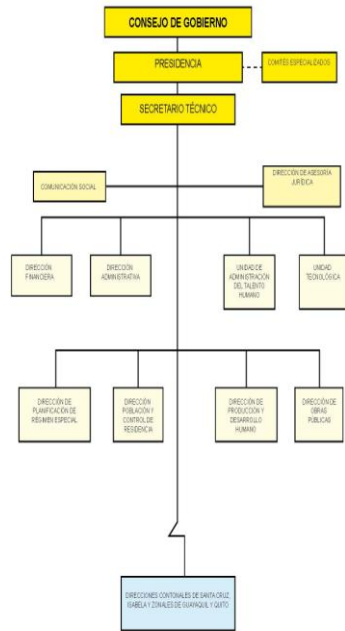 CONSEJO DE GOBIERNO
PRESIDENCIA
COMITÉS ESPECIALIZADOS
SECRETARIO TÉCNICO
COMUNICACIÓN SOCIAL
DIRECCIÓN DE ASESORÍA
JURÍDICA
DIRECCIÓN
FINANCIERA
DIRECCIÓN
ADMINISTRATIVA
UNIDAD DE
ADMINISTRACIÓN
DEL TALENTO
HUMANO
UNIDAD
TECNOLÓGICA
DIRECCIÓN DE
PLANIFICACIÓN DE
RÉGIMEN ESPECIAL
DIRECCIÓN
POBLACIÓN Y
CONTROL DE
RESIDENCIA
DIRECCIÓN DE
PRODUCCIÓN Y
DESARROLLO
HUMANO
DIRECCIÓN DE
OBRAS
PÚBLICAS
DIRECCIONES CONTONALES DE SANTA CRUZ,
ISABELA Y ZONALES DE GUAYAQUIL Y QUITO